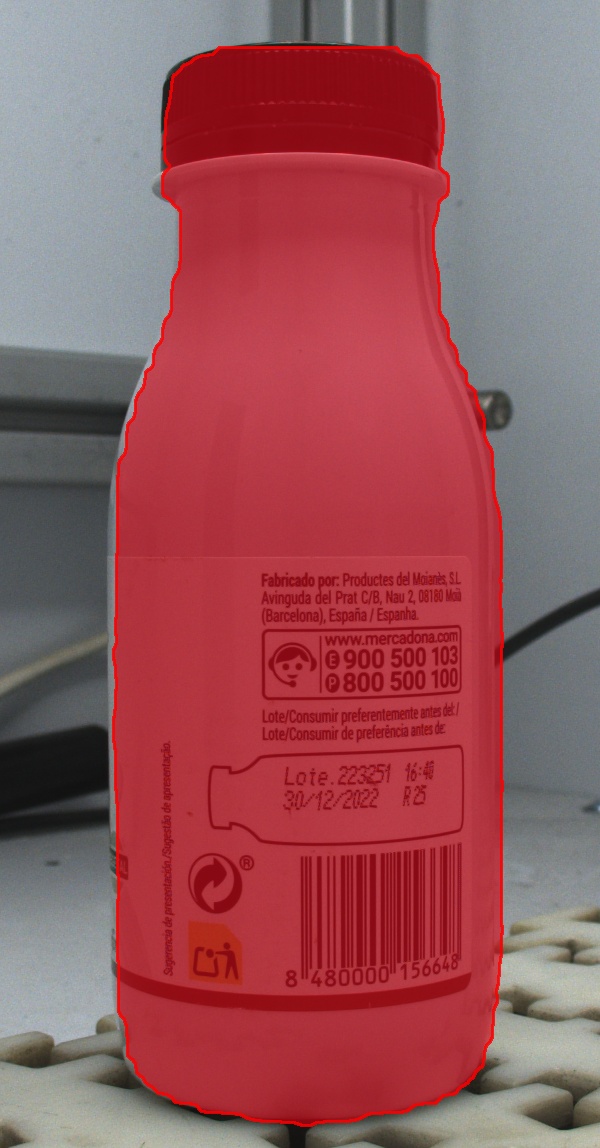 Fabricado por: Productes del Moianès, S.L
Avinguda del Prat C/B, Nau 2, 08180 Moià
(Barcelona), España / Espanha.
www.mercadona.com
E 900 500 103
P 800 500 100
Lote/Consumir preferentemente antes del:/
Lote/Consumir de preferência antes de:
Lote.223251 16:40
30/12/2022 R25
Sugerencia de presentación./Sugestão de apresentação.
®
8 480000 156648